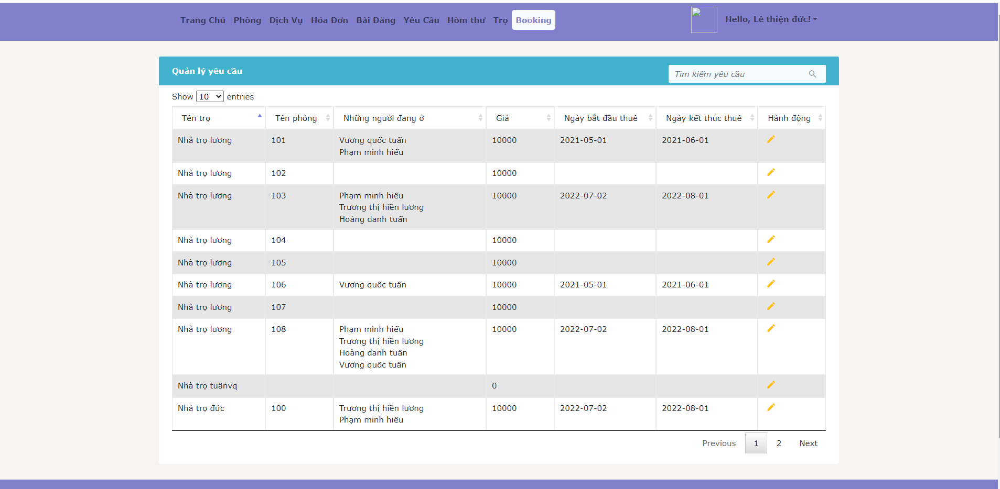 Trang Chủ Phòng Dịch Vụ Hóa Đơn Bài Đăng Yêu Cầu Hòm thư Trọ Booking Hello, Lê thiện đức!
Quản lý yêu cầu
Tìm kiếm yêu cầu
Show 10 entries
Tên trọ Tên phòng Những người đang ở Giá Ngày bắt đầu thuê Ngày kết thúc thuê Hành động
Nhà trọ lương 101 Vương quốc tuấn 10000 2021-05-01 2021-06-01
Phạm minh hiếu
Nhà trọ lương 102 10000
Nhà trọ lương 103 Phạm minh hiếu 10000 2022-07-02 2022-08-01
Trương thị hiền lương
Hoàng danh tuấn
Nhà trọ lương 104 10000
Nhà trọ lương 105 10000
Nhà trọ lương 106 Vương quốc tuấn 10000 2021-05-01 2021-06-01
Nhà trọ lương 107 10000
Nhà trọ lương 108 Phạm minh hiếu 10000 2022-07-02 2022-08-01
Trương thị hiền lương
Hoàng danh tuấn
Vương quốc tuấn
Nhà trọ tuấnvq 0
Nhà trọ đức 100 Trương thị hiền lương 10000 2022-07-02 2022-08-01
Phạm minh hiếu
Previous 1 2 Next